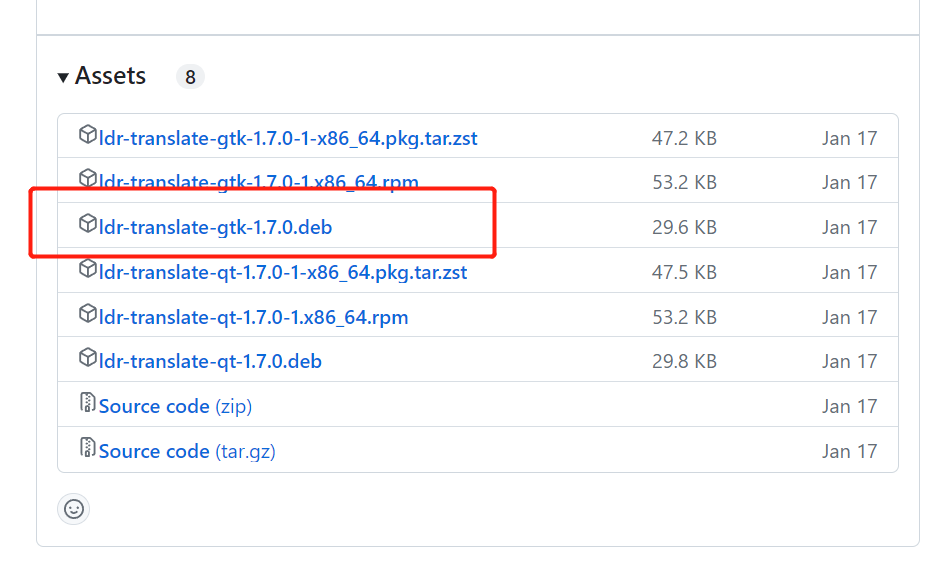 Assets 8
ldr-translate-gtk-1.7.0-1-x86_64.pkg.tar.zst 47.2 KB Jan 17
ldr-translate-gtk-1.7.0-1.x86_64.rpm 53.2 KB Jan 17
ldr-translate-gtk-1.7.0.deb 29.6 KB Jan 17
ldr-translate-qt-1.7.0-1-x86_64.pkg.tar.zst 47.5 KB Jan 17
ldr-translate-qt-1.7.0-1.x86_64.rpm 53.2 KB Jan 17
ldr-translate-qt-1.7.0.deb 29.8 KB Jan 17
Source code (zip) Jan 17
Source code (tar.gz) Jan 17